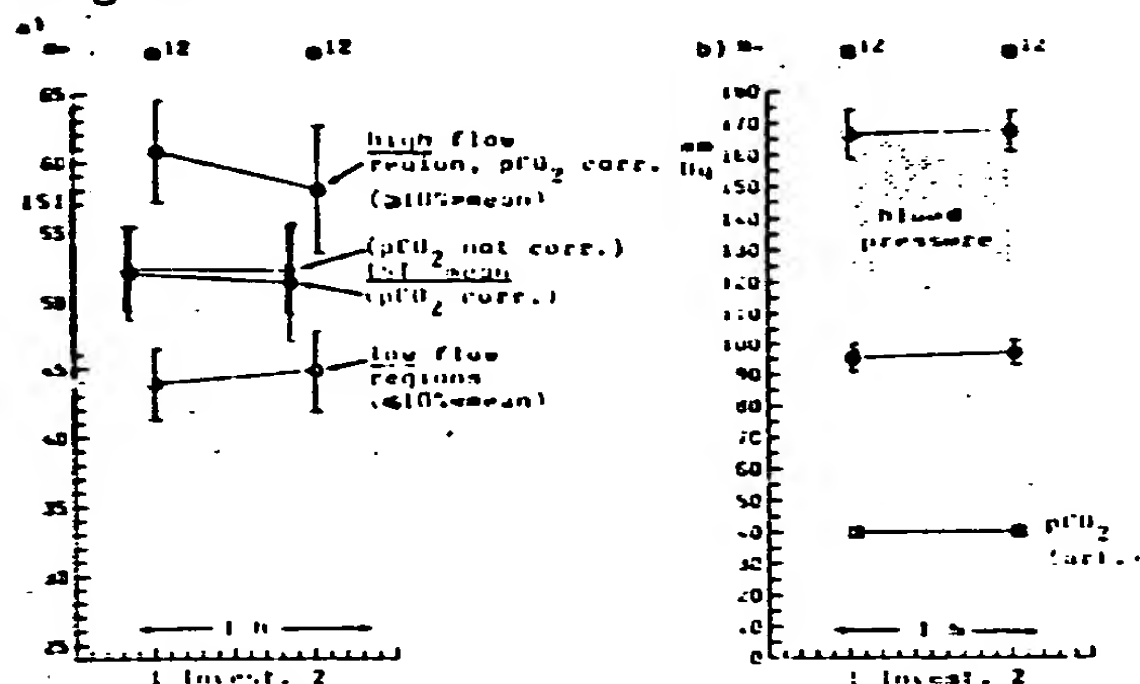 a)
12
12
65
60
55
50
45
40
35
30
25
high flow
region, pCO2 corr.
(≥10%=mean)
(pCO2 not corr.)
mean
(pCO2 corr.)
low flow
regions
(≤10%=mean)
1 h
1 Invest. 2
b)
12
12
mm
Hg
180
170
160
150
140
130
120
110
100
90
80
70
60
50
40
30
20
10
0
blood
pressure
pCO2
1 h
1 Invest. 2